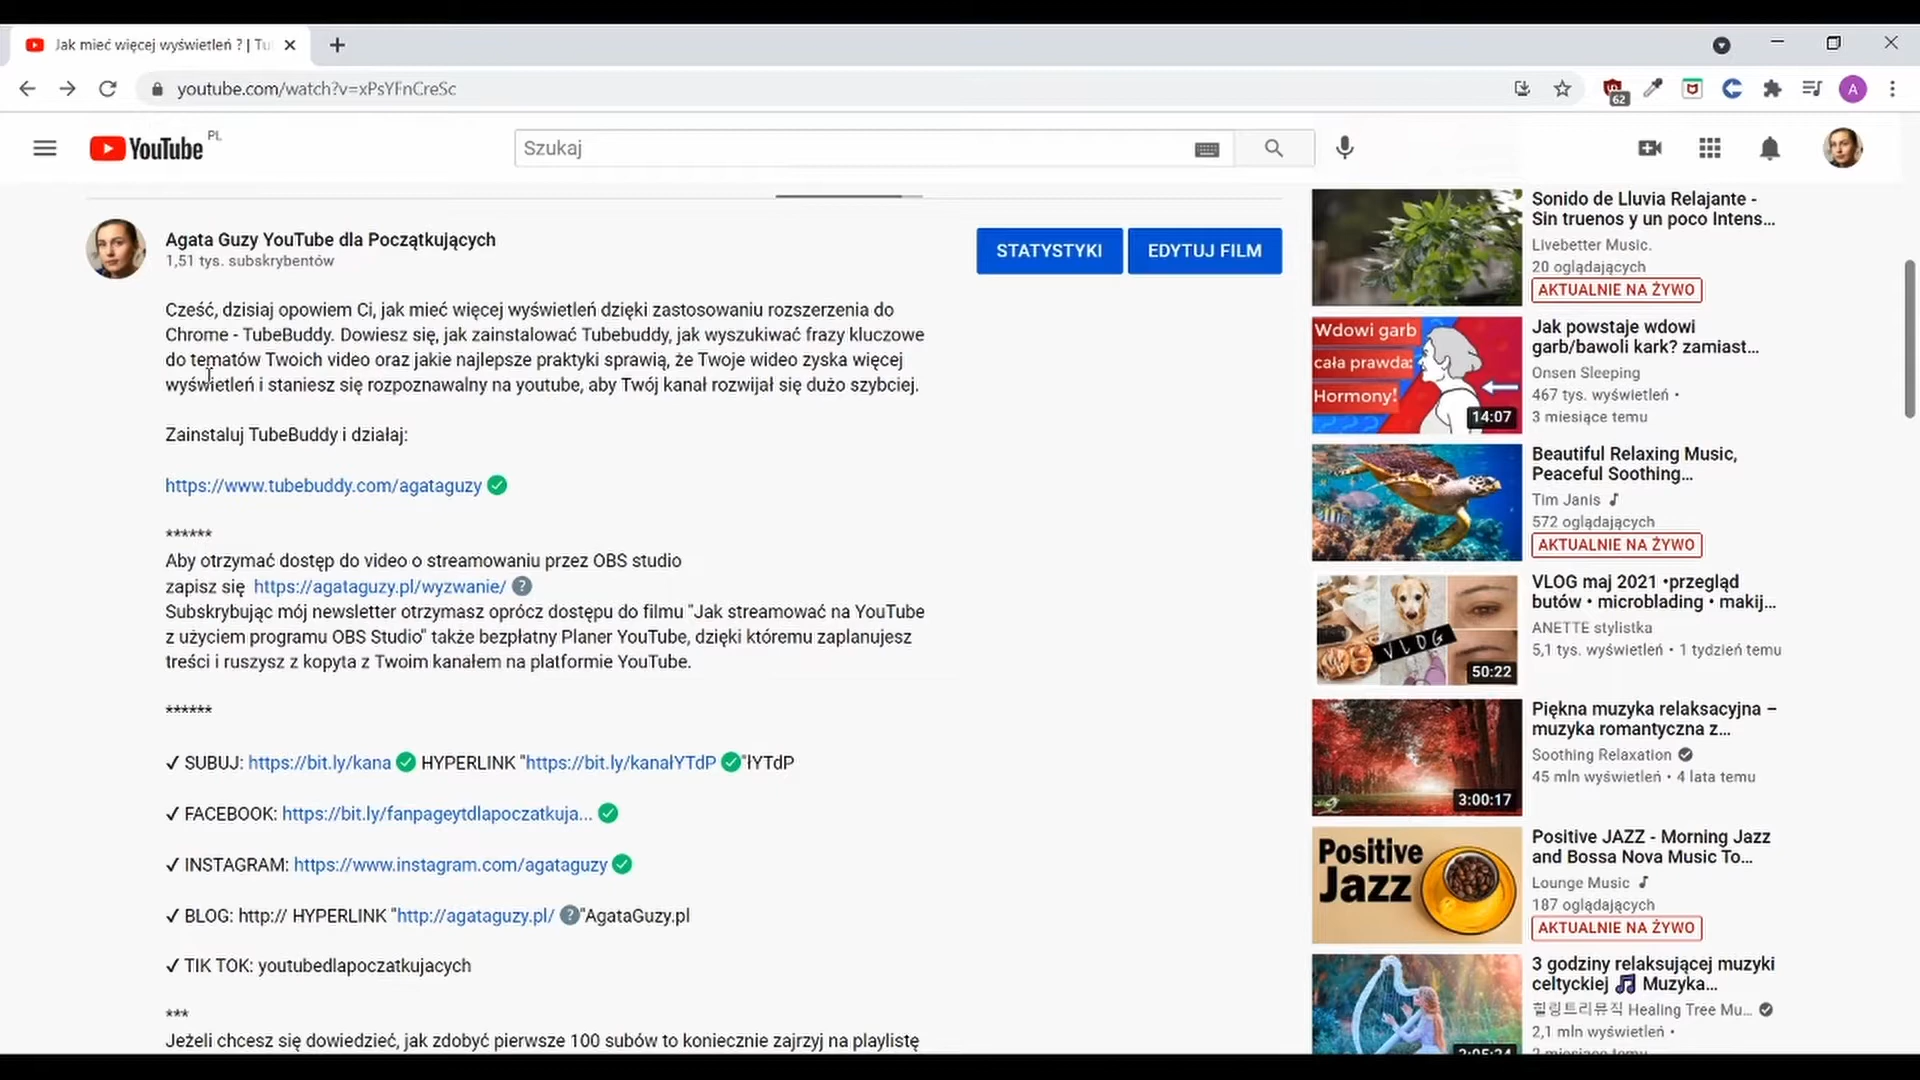 Jak mieć więcej wyświetleń ? | Tu
youtube.com/watch?v=xPsYFnCreSc
62
A
YouTube PL
Szukaj
Agata Guzy YouTube dla Początkujących
1,51 tys. subskrybentów
STATYSTYKI
EDYTUJ FILM
Cześć, dzisiaj opowiem Ci, jak mieć więcej wyświetleń dzięki zastosowaniu rozszerzenia do
Chrome - TubeBuddy. Dowiesz się, jak zainstalować Tubebuddy, jak wyszukiwać frazy kluczowe
do tematów Twoich video oraz jakie najlepsze praktyki sprawią, że Twoje wideo zyska więcej
wyświetleń i staniesz się rozpoznawalny na youtube, aby Twój kanał rozwijał się dużo szybciej.
Zainstaluj TubeBuddy i działaj:
https://www.tubebuddy.com/agataguzy
******
Aby otrzymać dostęp do video o streamowaniu przez OBS studio
zapisz się https://agataguzy.pl/wyzwanie/ ?
Subskrybując mój newsletter otrzymasz oprócz dostępu do filmu "Jak streamować na YouTube
z użyciem programu OBS Studio" także bezpłatny Planer YouTube, dzięki któremu zaplanujesz
treści i ruszysz z kopyta z Twoim kanałem na platformie YouTube.
******
✓ SUBUJ: https://bit.ly/kana HYPERLINK "https://bit.ly/kanałYTdP "łYTdP
✓ FACEBOOK: https://bit.ly/fanpageytdlapoczatkuja...
✓ INSTAGRAM: https://www.instagram.com/agataguzy
✓ BLOG: http:// HYPERLINK "http://agataguzy.pl/ ?"AgataGuzy.pl
✓ TIK TOK: youtubedlapoczatkujacych
***
Jeżeli chcesz się dowiedzieć, jak zdobyć pierwsze 100 subów to koniecznie zajrzyj na playlistę
Sonido de Lluvia Relajante -
Sin truenos y un poco Intens...
Livebetter Music.
20 oglądających
AKTUALNIE NA ŻYWO
Wdowi garb
cała prawda:
Hormony!
14:07
Jak powstaje wdowi
garb/bawoli kark? zamiast...
Onsen Sleeping
467 tys. wyświetleń •
3 miesiące temu
Beautiful Relaxing Music,
Peaceful Soothing...
Tim Janis ♪
572 oglądających
AKTUALNIE NA ŻYWO
VLOG
50:22
VLOG maj 2021 •przegląd
butów • microblading • makij...
ANETTE stylistka
5,1 tys. wyświetleń • 1 tydzień temu
3:00:17
Piękna muzyka relaksacyjna –
muzyka romantyczna z...
Soothing Relaxation
45 mln wyświetleń • 4 lata temu
Positive
Jazz
Positive JAZZ - Morning Jazz
and Bossa Nova Music To...
Lounge Music ♪
187 oglądających
AKTUALNIE NA ŻYWO
3:05:24
3 godziny relaksującej muzyki
celtyckiej 🎵 Muzyka...
힐링트리뮤직 Healing Tree Mu...
2,1 mln wyświetleń •